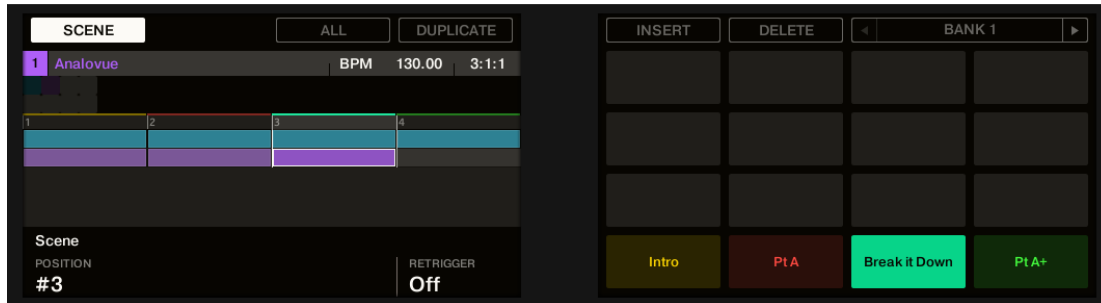 SCENE ALL DUPLICATE
1 Analovue BPM 130.00 3:1:1
1 2 3 4
Scene
POSITION RETRIGGER
#3 Off
INSERT DELETE BANK 1
Intro Pt A Break it Down Pt A+